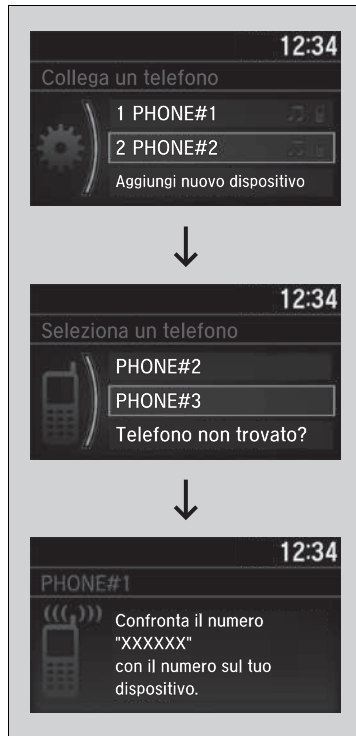 12:34
Collega un telefono
1 PHONE#1
2 PHONE#2
Aggiungi nuovo dispositivo
12:34
Seleziona un telefono
PHONE#2
PHONE#3
Telefono non trovato?
12:34
PHONE#1
Confronta il numero
"XXXXXX"
con il numero sul tuo
dispositivo.